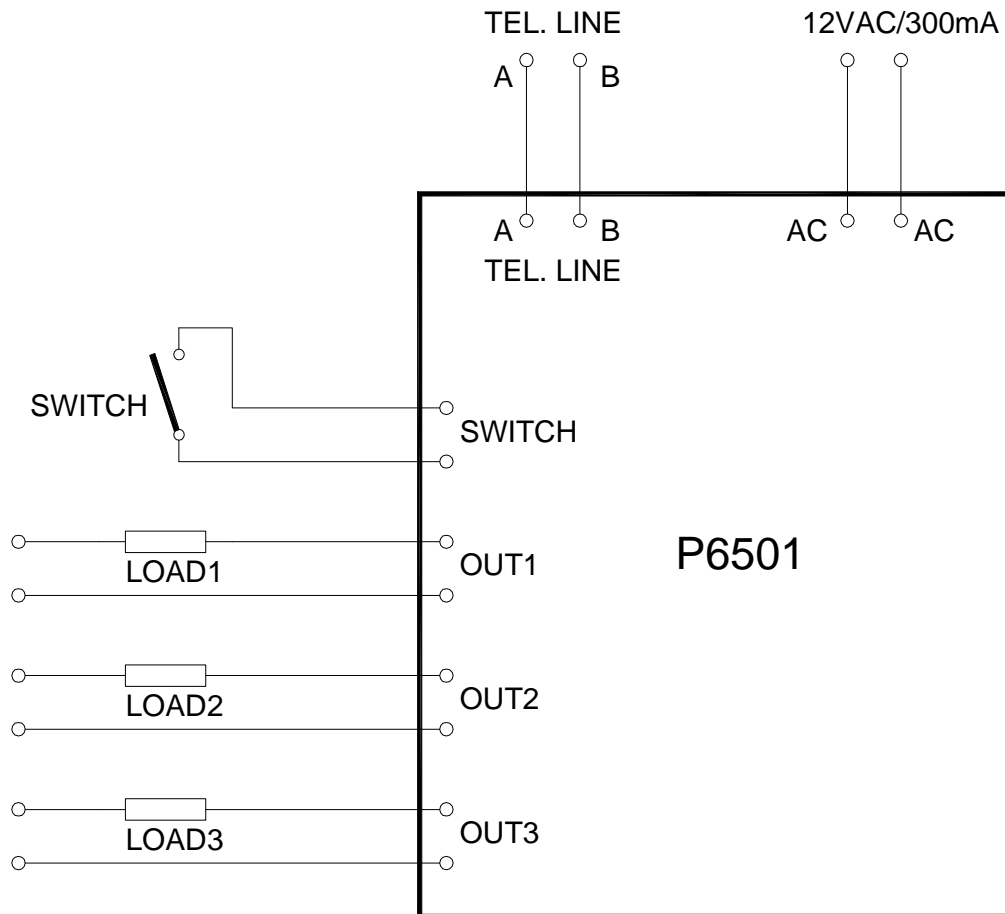 TEL. LINE 12VAC/300mA
A B
A B AC AC
TEL. LINE
SWITCH
SWITCH
OUT1
P6501
LOAD1
OUT2
LOAD2
OUT3
LOAD3